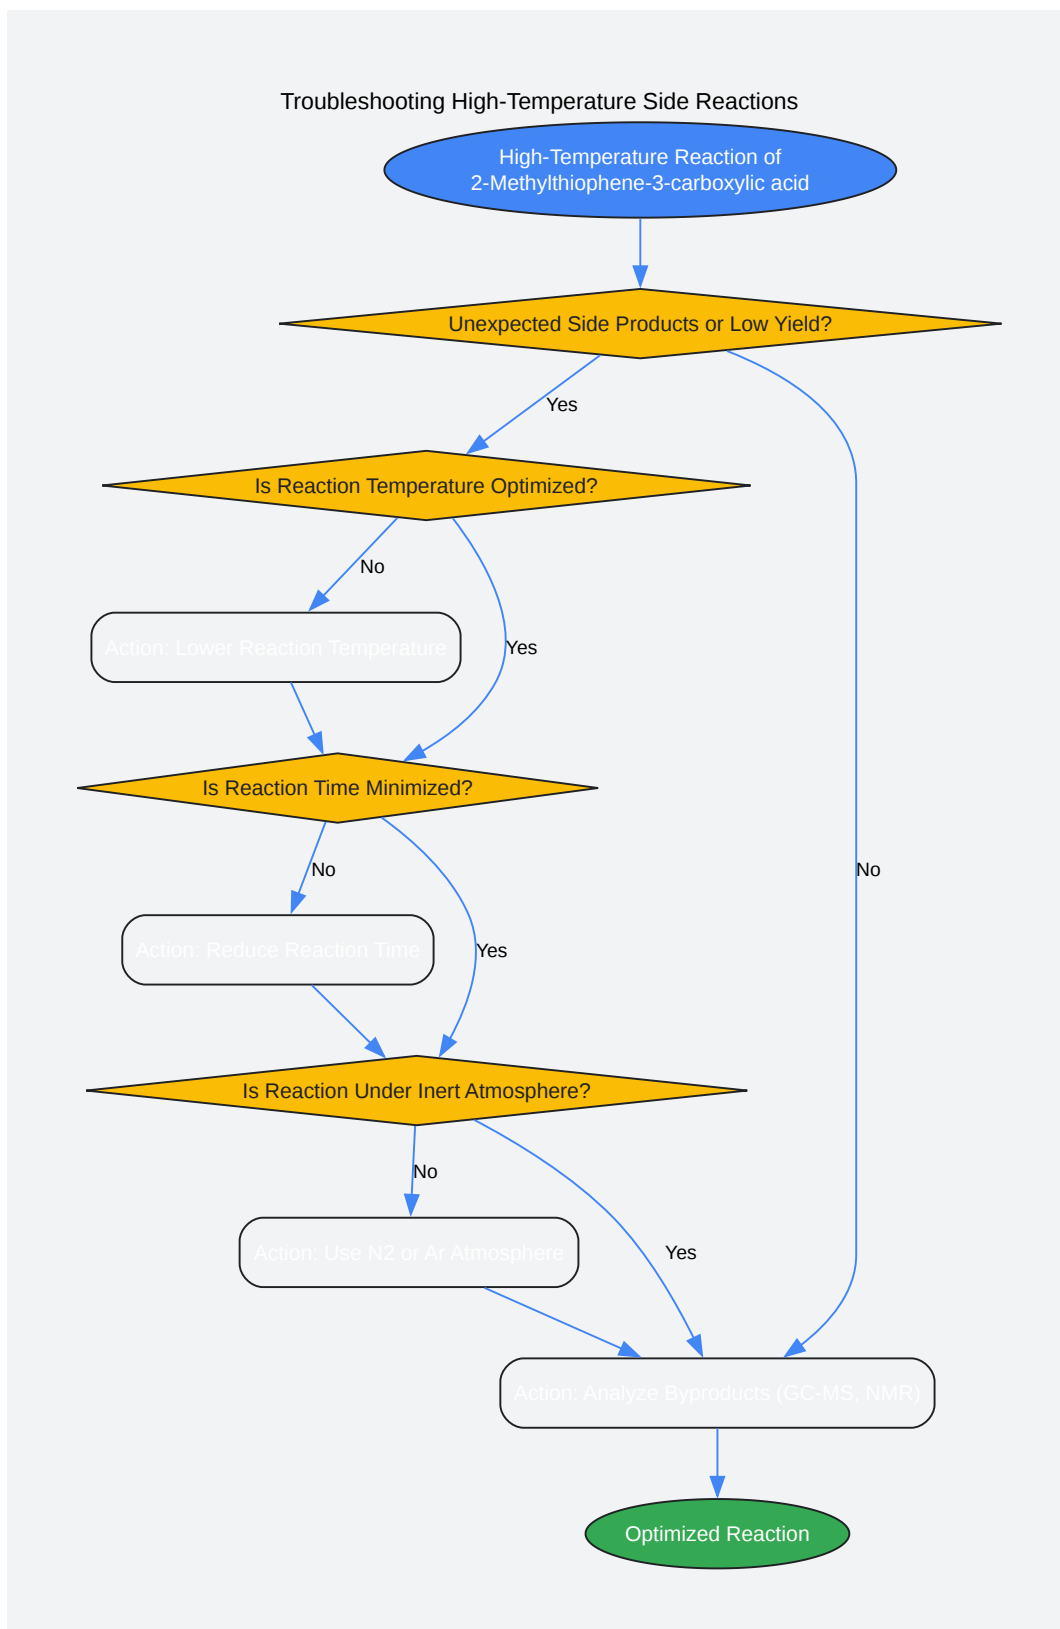 Troubleshooting High-Temperature Side Reactions
High-Temperature Reaction of
2-Methylthiophene-3-carboxylic acid
Unexpected Side Products or Low Yield?
Yes
Is Reaction Temperature Optimized?
No
Action: Lower Reaction Temperature
Yes
Is Reaction Time Minimized?
No
No
Action: Reduce Reaction Time
Yes
Is Reaction Under Inert Atmosphere?
No
Action: Use N2 or Ar Atmosphere
Yes
Action: Analyze Byproducts (GC-MS, NMR)
Optimized Reaction